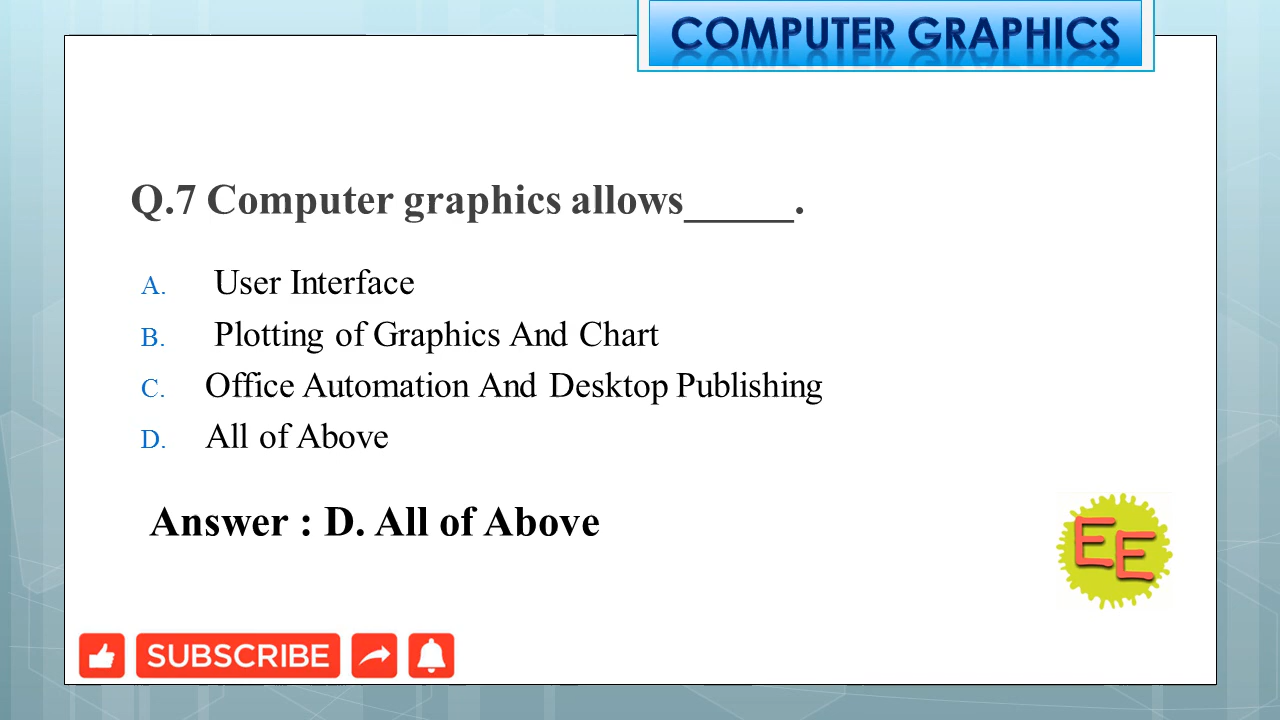 COMPUTER GRAPHICS
Q.7 Computer graphics allows_____.
A. User Interface
B. Plotting of Graphics And Chart
C. Office Automation And Desktop Publishing
D. All of Above
Answer : D. All of Above
EE
SUBSCRIBE